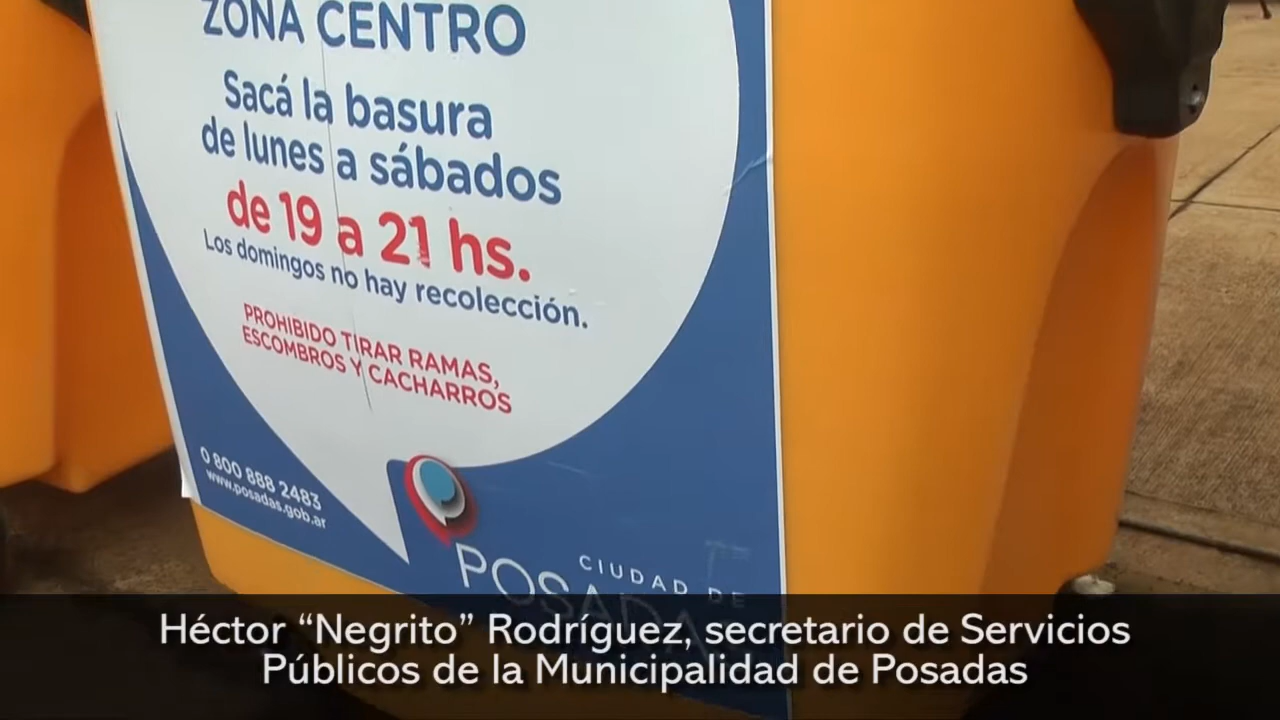 ZONA CENTRO
Sacá la basura
de lunes a sábados
de 19 a 21 hs.
Los domingos no hay recolección.
PROHIBIDO TIRAR RAMAS,
ESCOMBROS Y CACHARROS
0 800 888 2483
www.posadas.gob.ar
CIUDAD DE
POSADAS
Héctor “Negrito” Rodríguez, secretario de Servicios
Públicos de la Municipalidad de Posadas